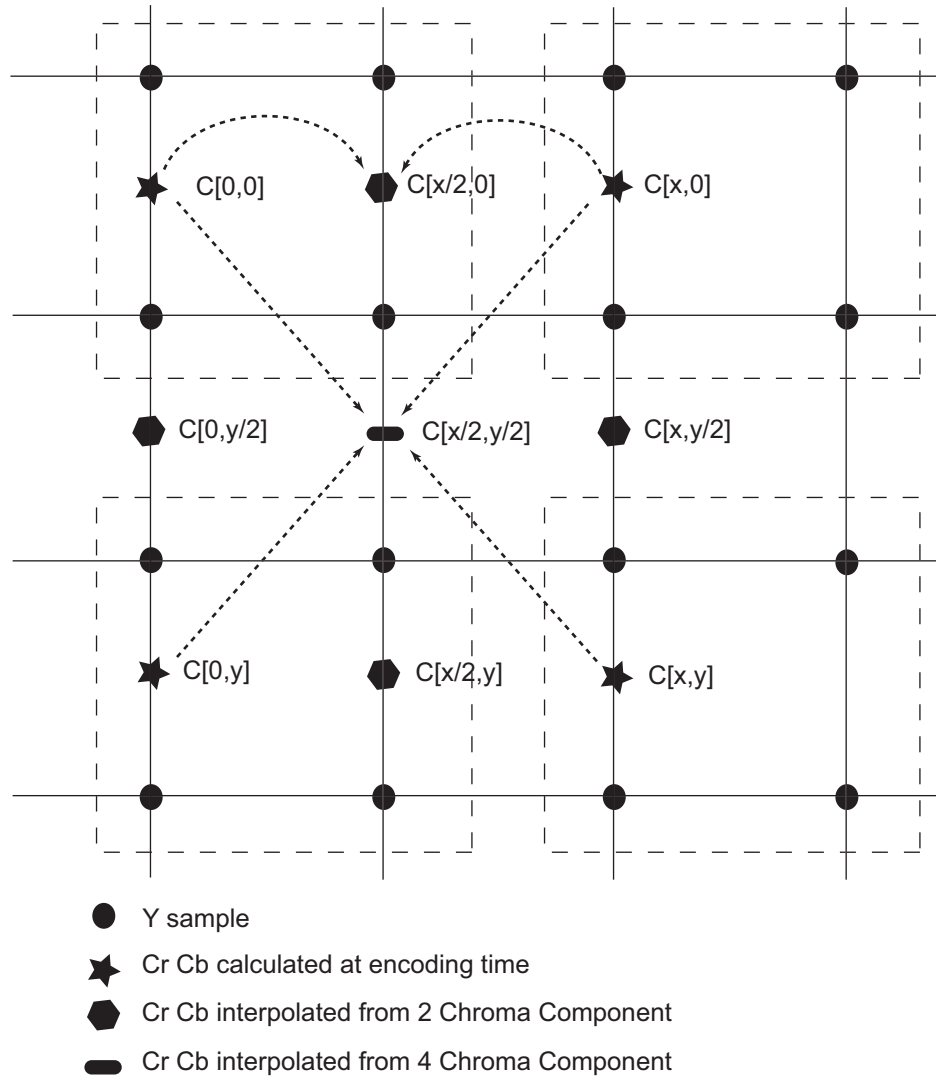 C[0,0]
C[x/2,0]
C[x,0]
C[0,y/2]
C[x/2,y/2]
C[x,y/2]
C[0,y]
C[x/2,y]
C[x,y]
Y sample
Cr Cb calculated at encoding time
Cr Cb interpolated from 2 Chroma Component
Cr Cb interpolated from 4 Chroma Component